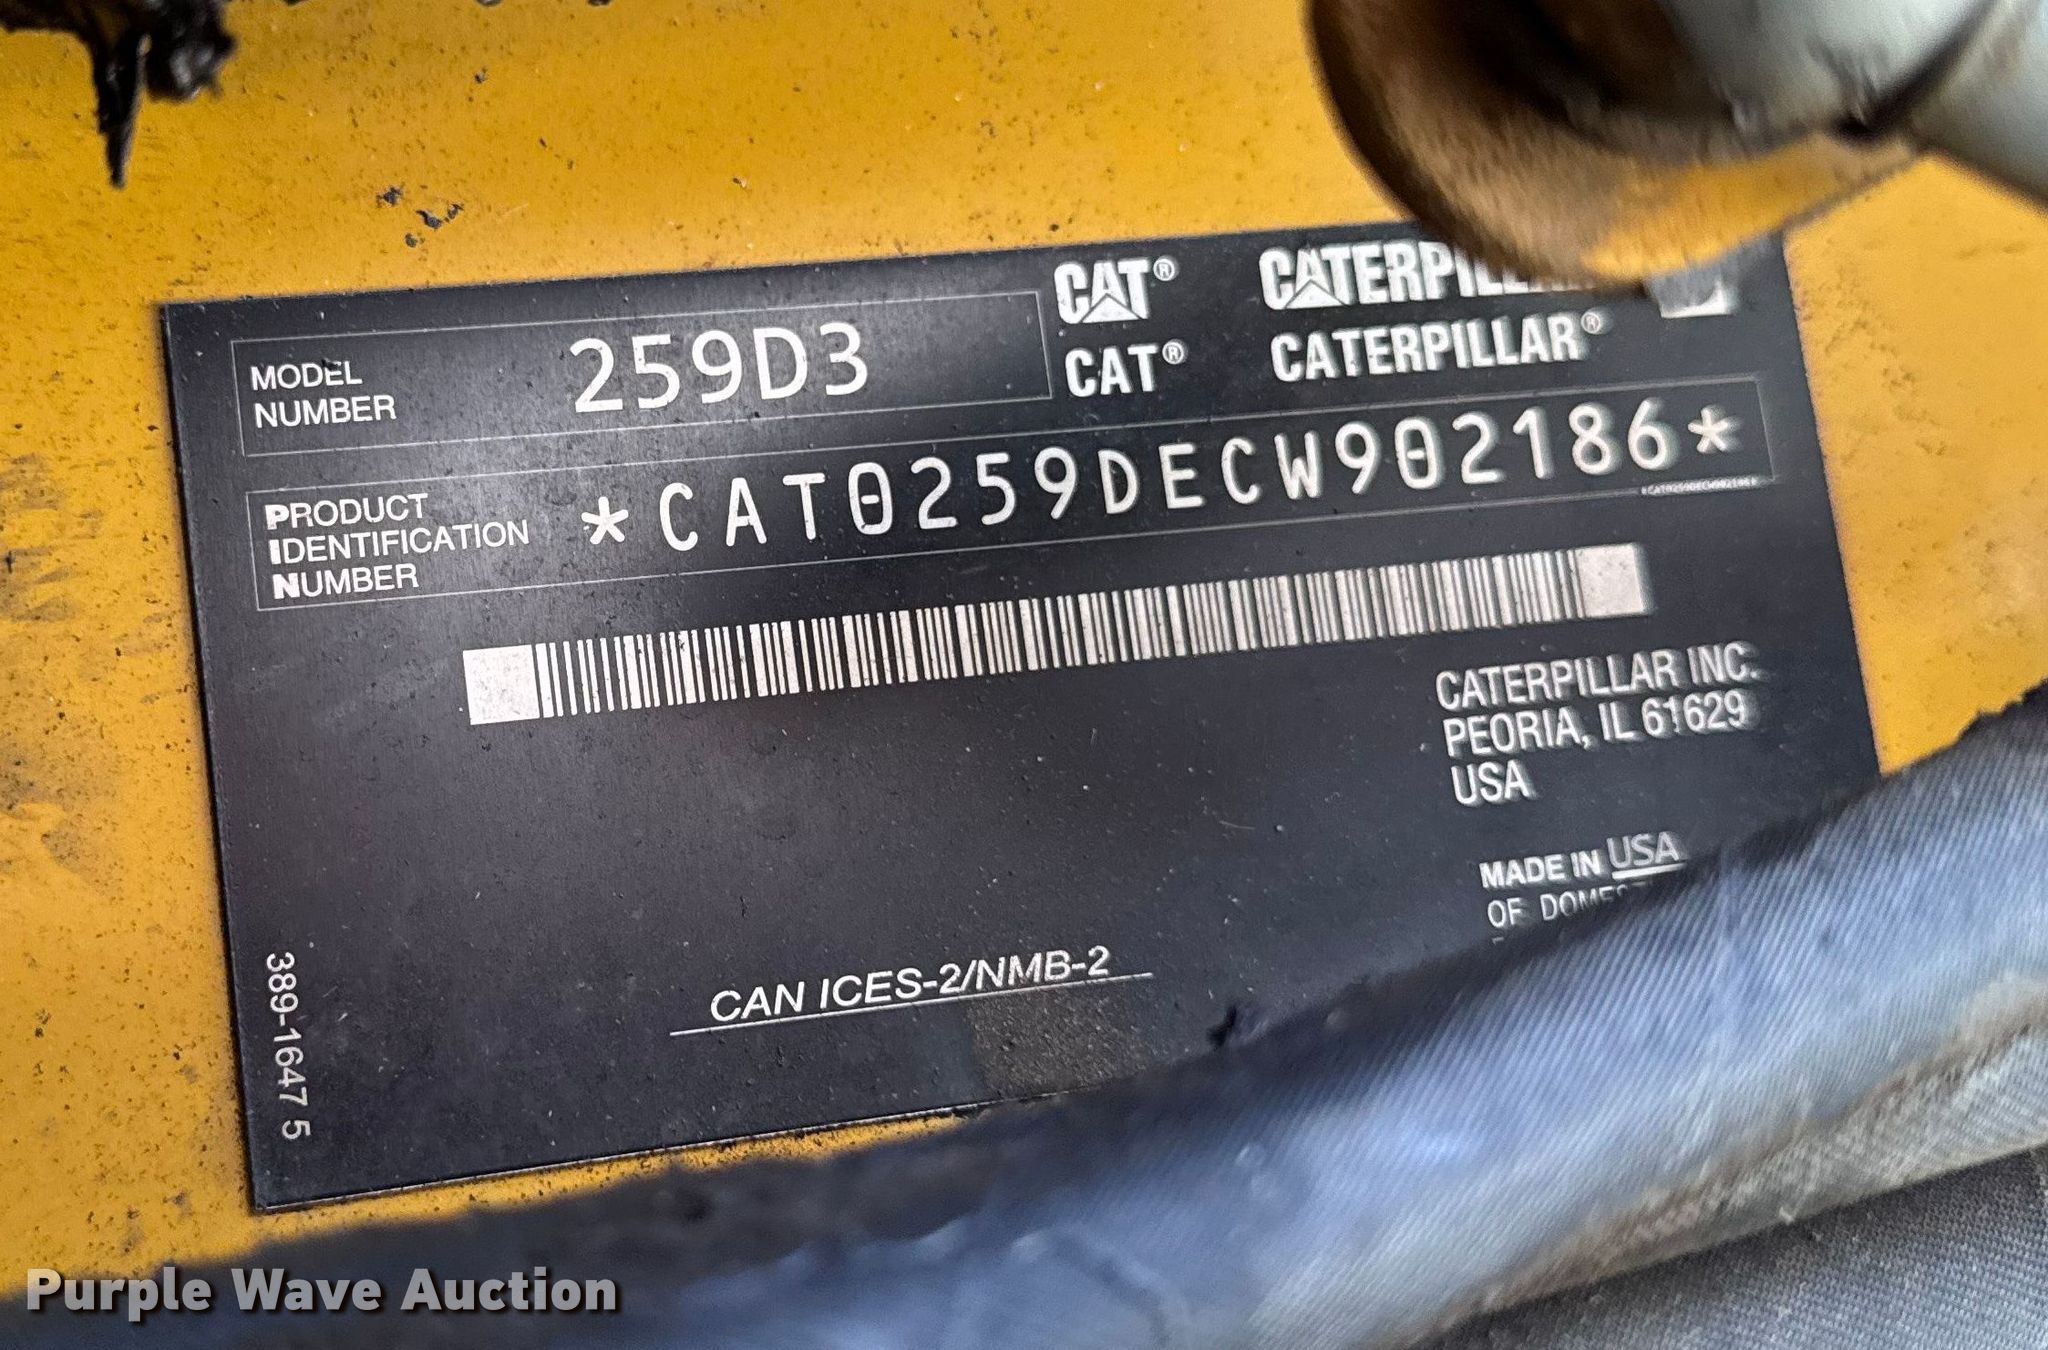 CAT® CATERPILLAR
MODEL
NUMBER
259D3
CAT® CATERPILLAR®
PRODUCT
IDENTIFICATION
NUMBER
*CAT0259DECW902186*
CATERPILLAR INC.
PEORIA, IL 61629
USA
MADE IN USA
OF
CAN ICES-2/NMB-2
389-1647 5
Purple Wave Auction